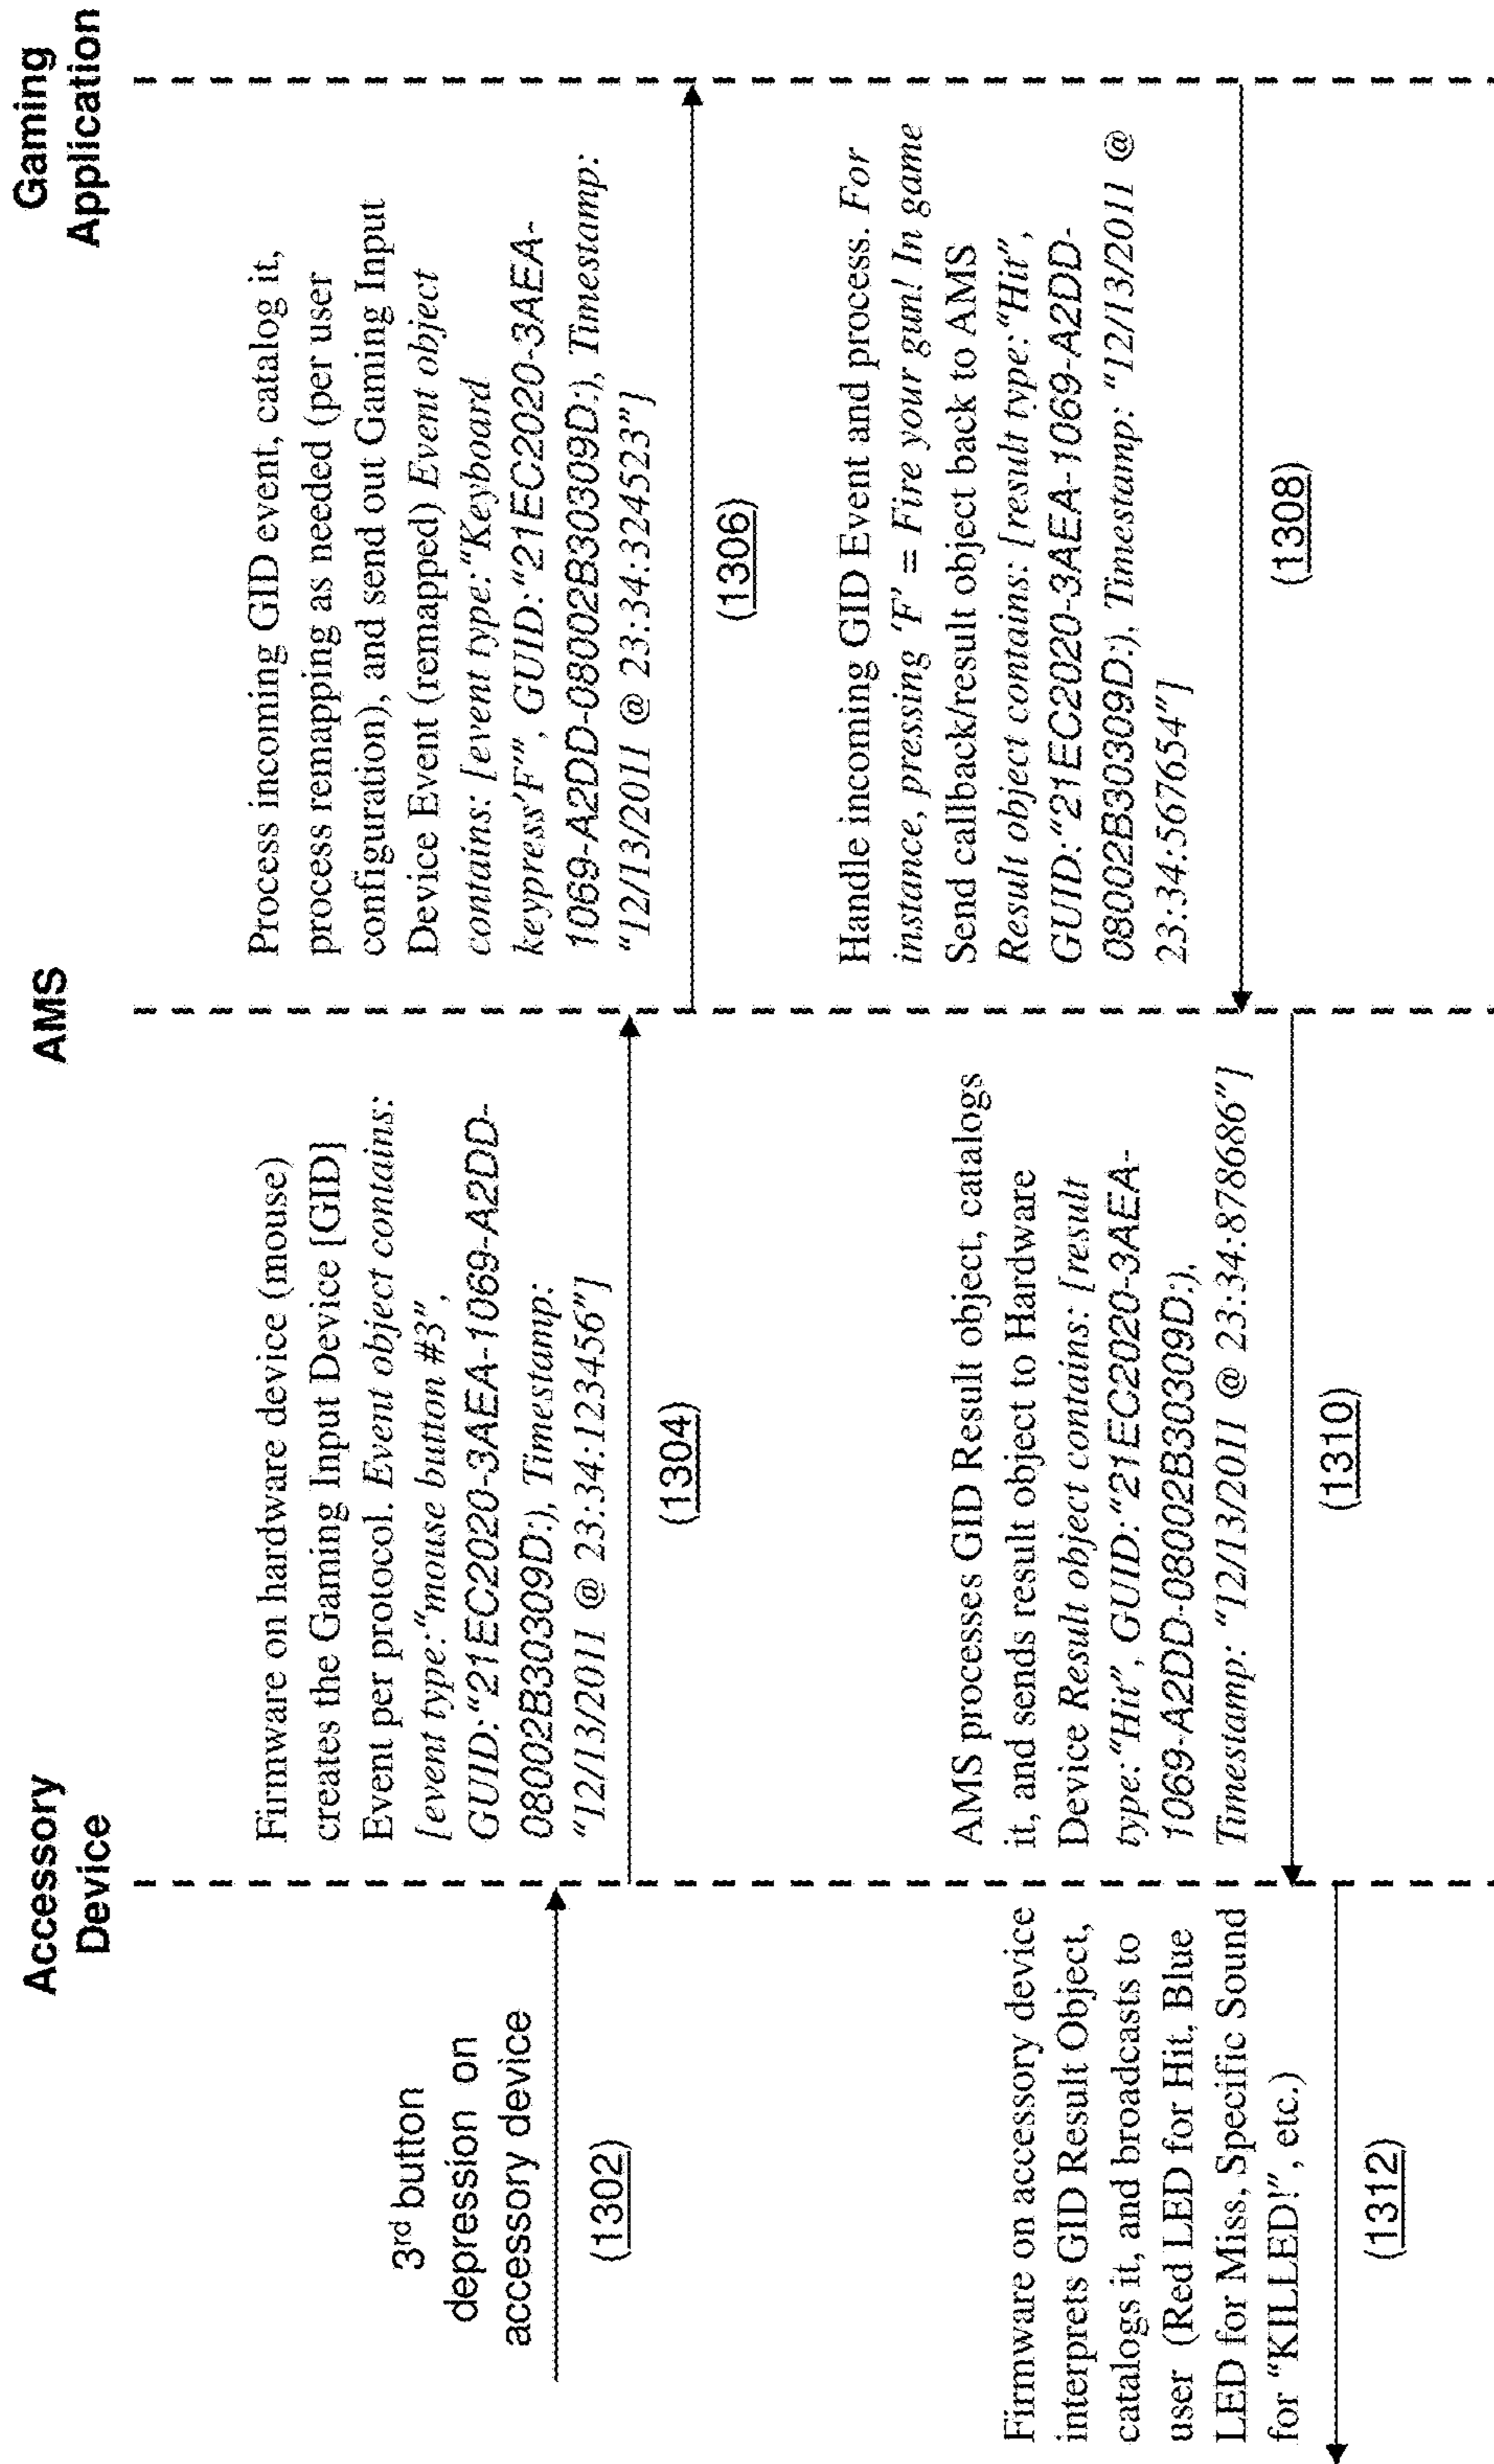 Accessory
Device
AMS
Gaming
Application
3rd button
depression on
accessory device
(1302)
Firmware on hardware device (mouse)
creates the Gaming Input Device [GID]
Event per protocol. Event object contains:
[event type:"mouse button #3",
GUID:"21EC2020-3AEA-1069-A2DD-
08002B30309D:), Timestamp:
"12/13/2011 @ 23:34:123456"]
(1304)
Process incoming GID event, catalog it,
process remapping as needed (per user
configuration), and send out Gaming Input
Device Event (remapped) Event object
contains: [event type:"Keyboard
keypress'F'", GUID:"21EC2020-3AEA-
1069-A2DD-08002B30309D:), Timestamp:
"12/13/2011 @ 23:34:324523"]
(1306)
Handle incoming GID Event and process. For
instance, pressing 'F' = Fire your gun! In game
Send callback/result object back to AMS
Result object contains: [result type:"Hit",
GUID:"21EC2020-3AEA-1069-A2DD-
08002B30309D:), Timestamp: "12/13/2011 @
23:34:567654"]
(1308)
AMS processes GID Result object, catalogs
it, and sends result object to Hardware
Device Result object contains: [result
type:"Hit", GUID:"21EC2020-3AEA-
1069-A2DD-08002B30309D:),
Timestamp: "12/13/2011 @ 23:34:878686"]
(1310)
Firmware on accessory device
interprets GID Result Object,
catalogs it, and broadcasts to
user (Red LED for Hit, Blue
LED for Miss, Specific Sound
for "KILLED!", etc.)
(1312)